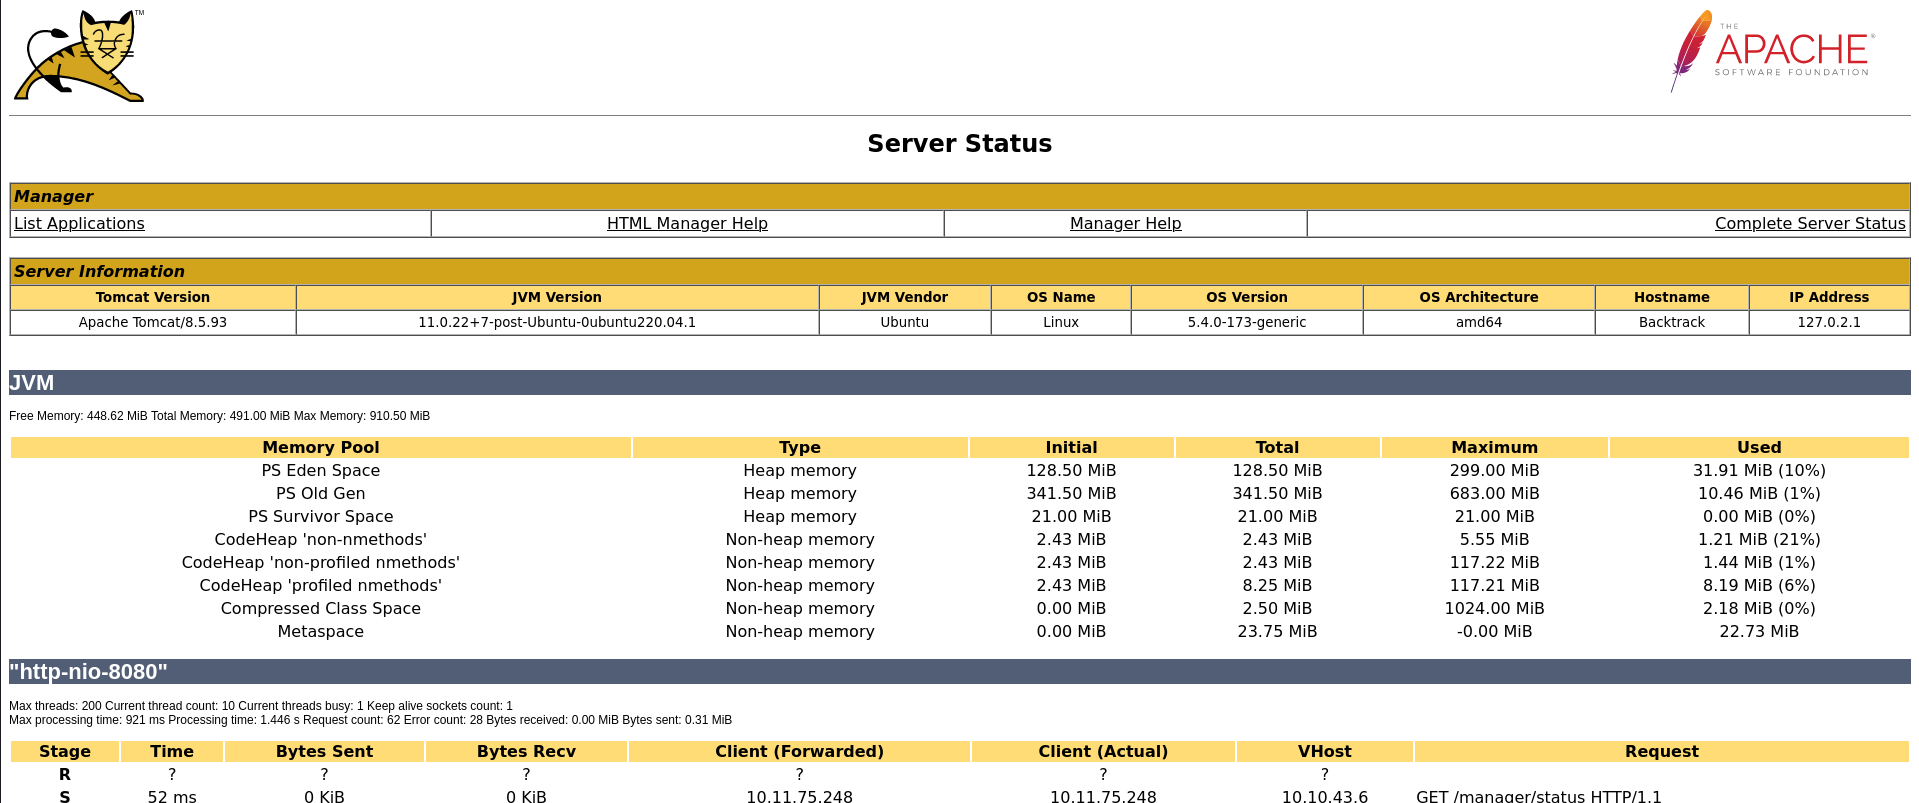 TM
THE
APACHE®
SOFTWARE FOUNDATION
Server Status
Manager
List Applications HTML Manager Help Manager Help Complete Server Status
Server Information
Tomcat Version JVM Version JVM Vendor OS Name OS Version OS Architecture Hostname IP Address
Apache Tomcat/8.5.93 11.0.22+7-post-Ubuntu-0ubuntu220.04.1 Ubuntu Linux 5.4.0-173-generic amd64 Backtrack 127.0.2.1
JVM
Free Memory: 448.62 MiB Total Memory: 491.00 MiB Max Memory: 910.50 MiB
Memory Pool Type Initial Total Maximum Used
PS Eden Space Heap memory 128.50 MiB 128.50 MiB 299.00 MiB 31.91 MiB (10%)
PS Old Gen Heap memory 341.50 MiB 341.50 MiB 683.00 MiB 10.46 MiB (1%)
PS Survivor Space Heap memory 21.00 MiB 21.00 MiB 21.00 MiB 0.00 MiB (0%)
CodeHeap 'non-nmethods' Non-heap memory 2.43 MiB 2.43 MiB 5.55 MiB 1.21 MiB (21%)
CodeHeap 'non-profiled nmethods' Non-heap memory 2.43 MiB 2.43 MiB 117.22 MiB 1.44 MiB (1%)
CodeHeap 'profiled nmethods' Non-heap memory 2.43 MiB 8.25 MiB 117.21 MiB 8.19 MiB (6%)
Compressed Class Space Non-heap memory 0.00 MiB 2.50 MiB 1024.00 MiB 2.18 MiB (0%)
Metaspace Non-heap memory 0.00 MiB 23.75 MiB -0.00 MiB 22.73 MiB
"http-nio-8080"
Max threads: 200 Current thread count: 10 Current threads busy: 1 Keep alive sockets count: 1
Max processing time: 921 ms Processing time: 1.446 s Request count: 62 Error count: 28 Bytes received: 0.00 MiB Bytes sent: 0.31 MiB
Stage Time Bytes Sent Bytes Recv Client (Forwarded) Client (Actual) VHost Request
R ? ? ? ? ? ?
S 52 ms 0 KiB 0 KiB 10.11.75.248 10.11.75.248 10.10.43.6 GET /manager/status HTTP/1.1